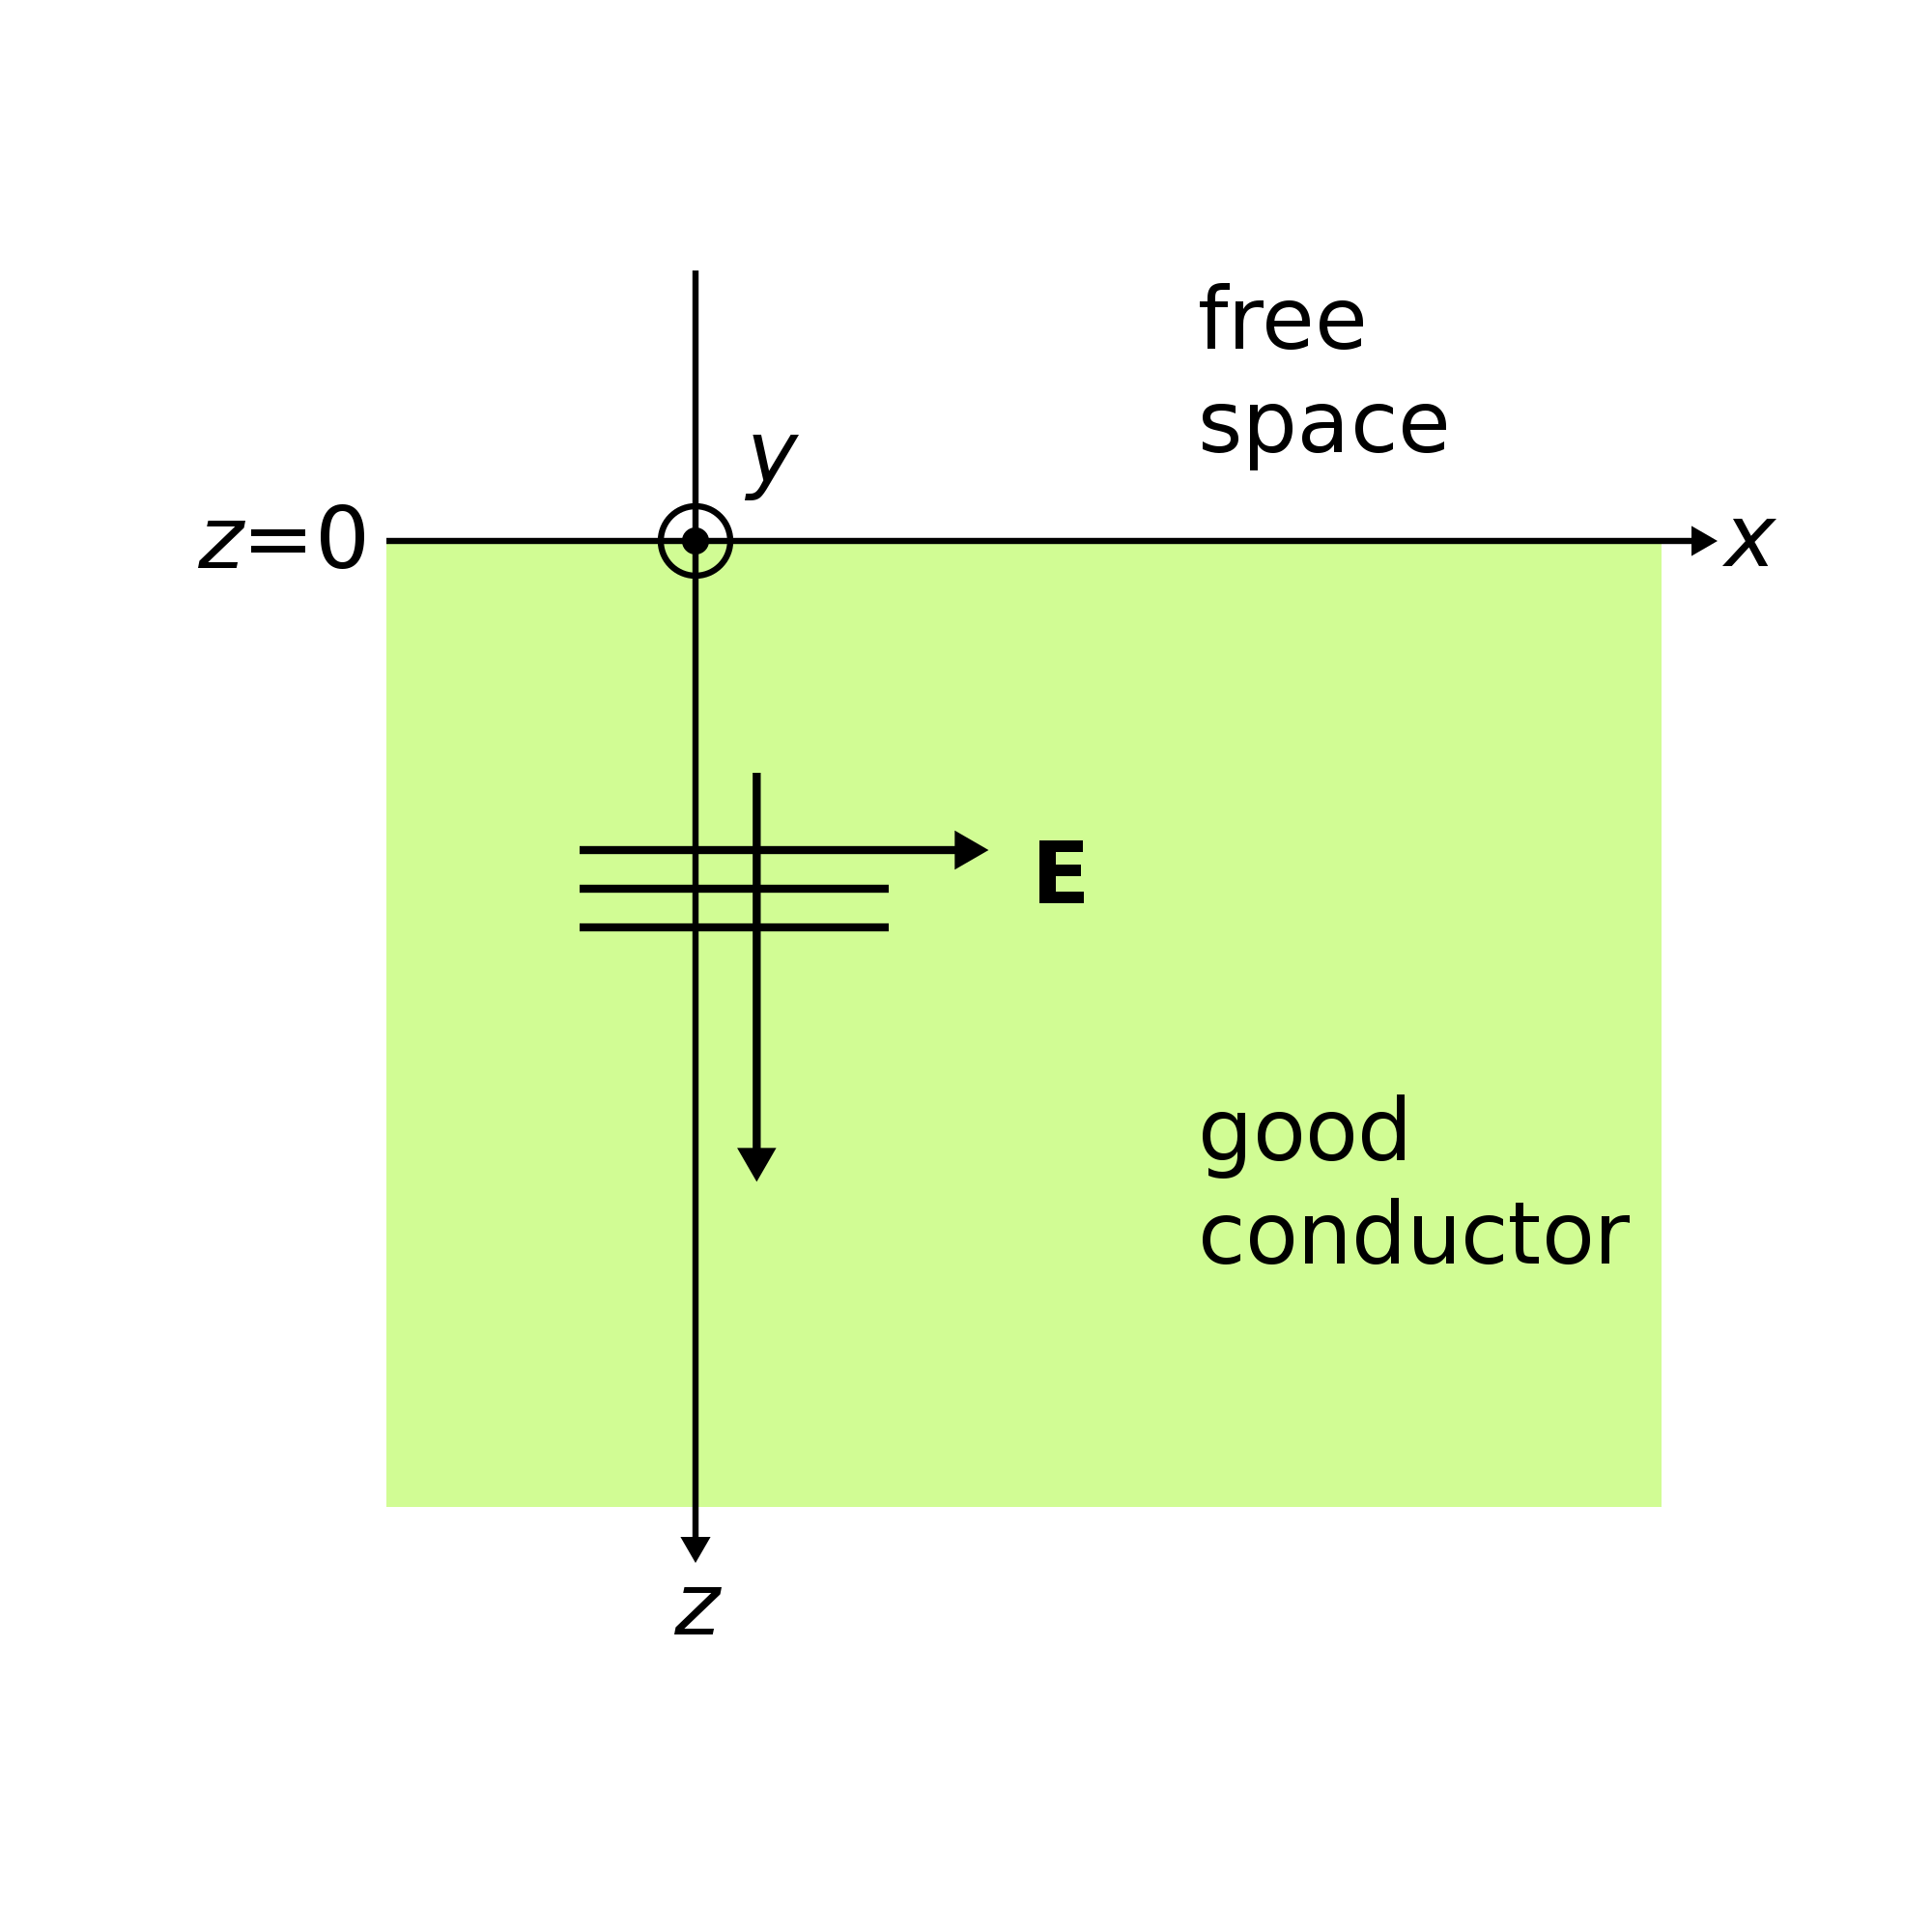 free
space
y
z=0
x
E
good
conductor
z